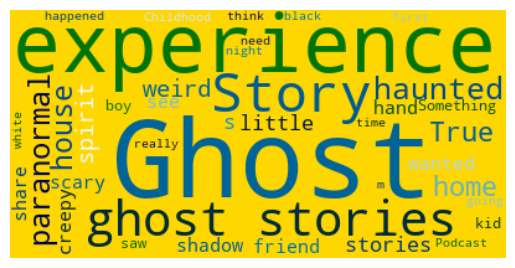 happened Childhood think black first
experience
need
night
weird Story haunted
see hand Something
boy
paranormal house spirit
s little True
white
really Ghost time
wanted
share scary home
m
creepy ghost stories going
kid
saw shadow friend stories Podcast